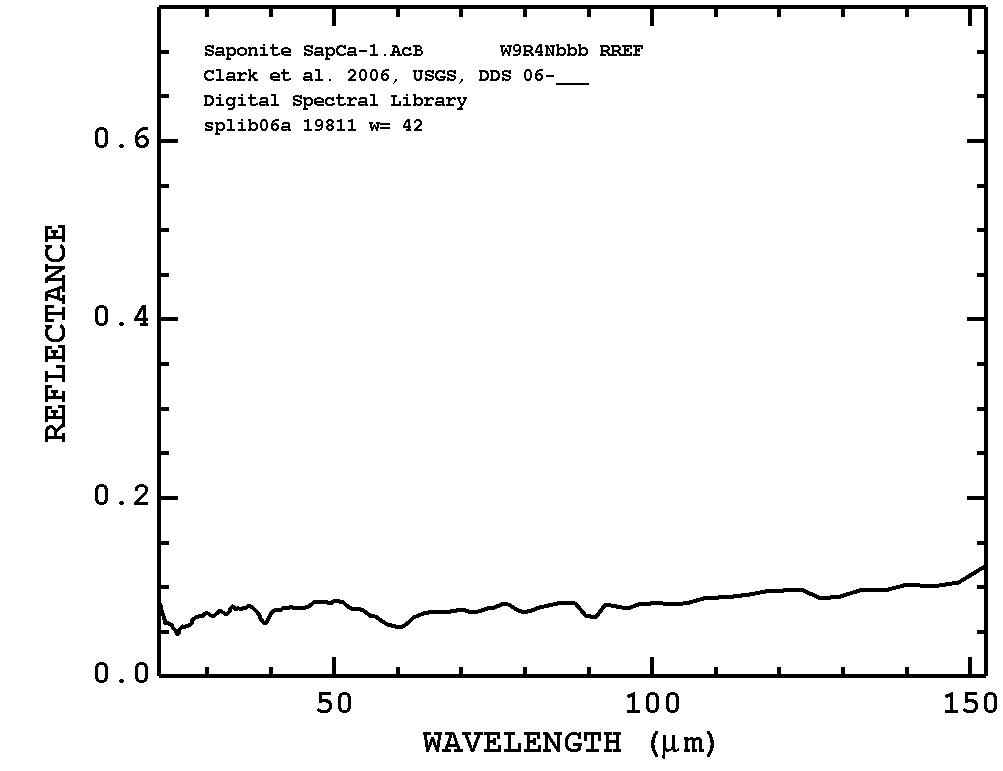 Saponite SapCa-1.AcB W9R4Nbbb RREF
Clark et al. 2006, USGS, DDS 06-___
Digital Spectral Library
splib06a 19811 w= 42
0.6
0.4
0.2
0.0
REFLECTANCE
50 100 150
WAVELENGTH (μm)